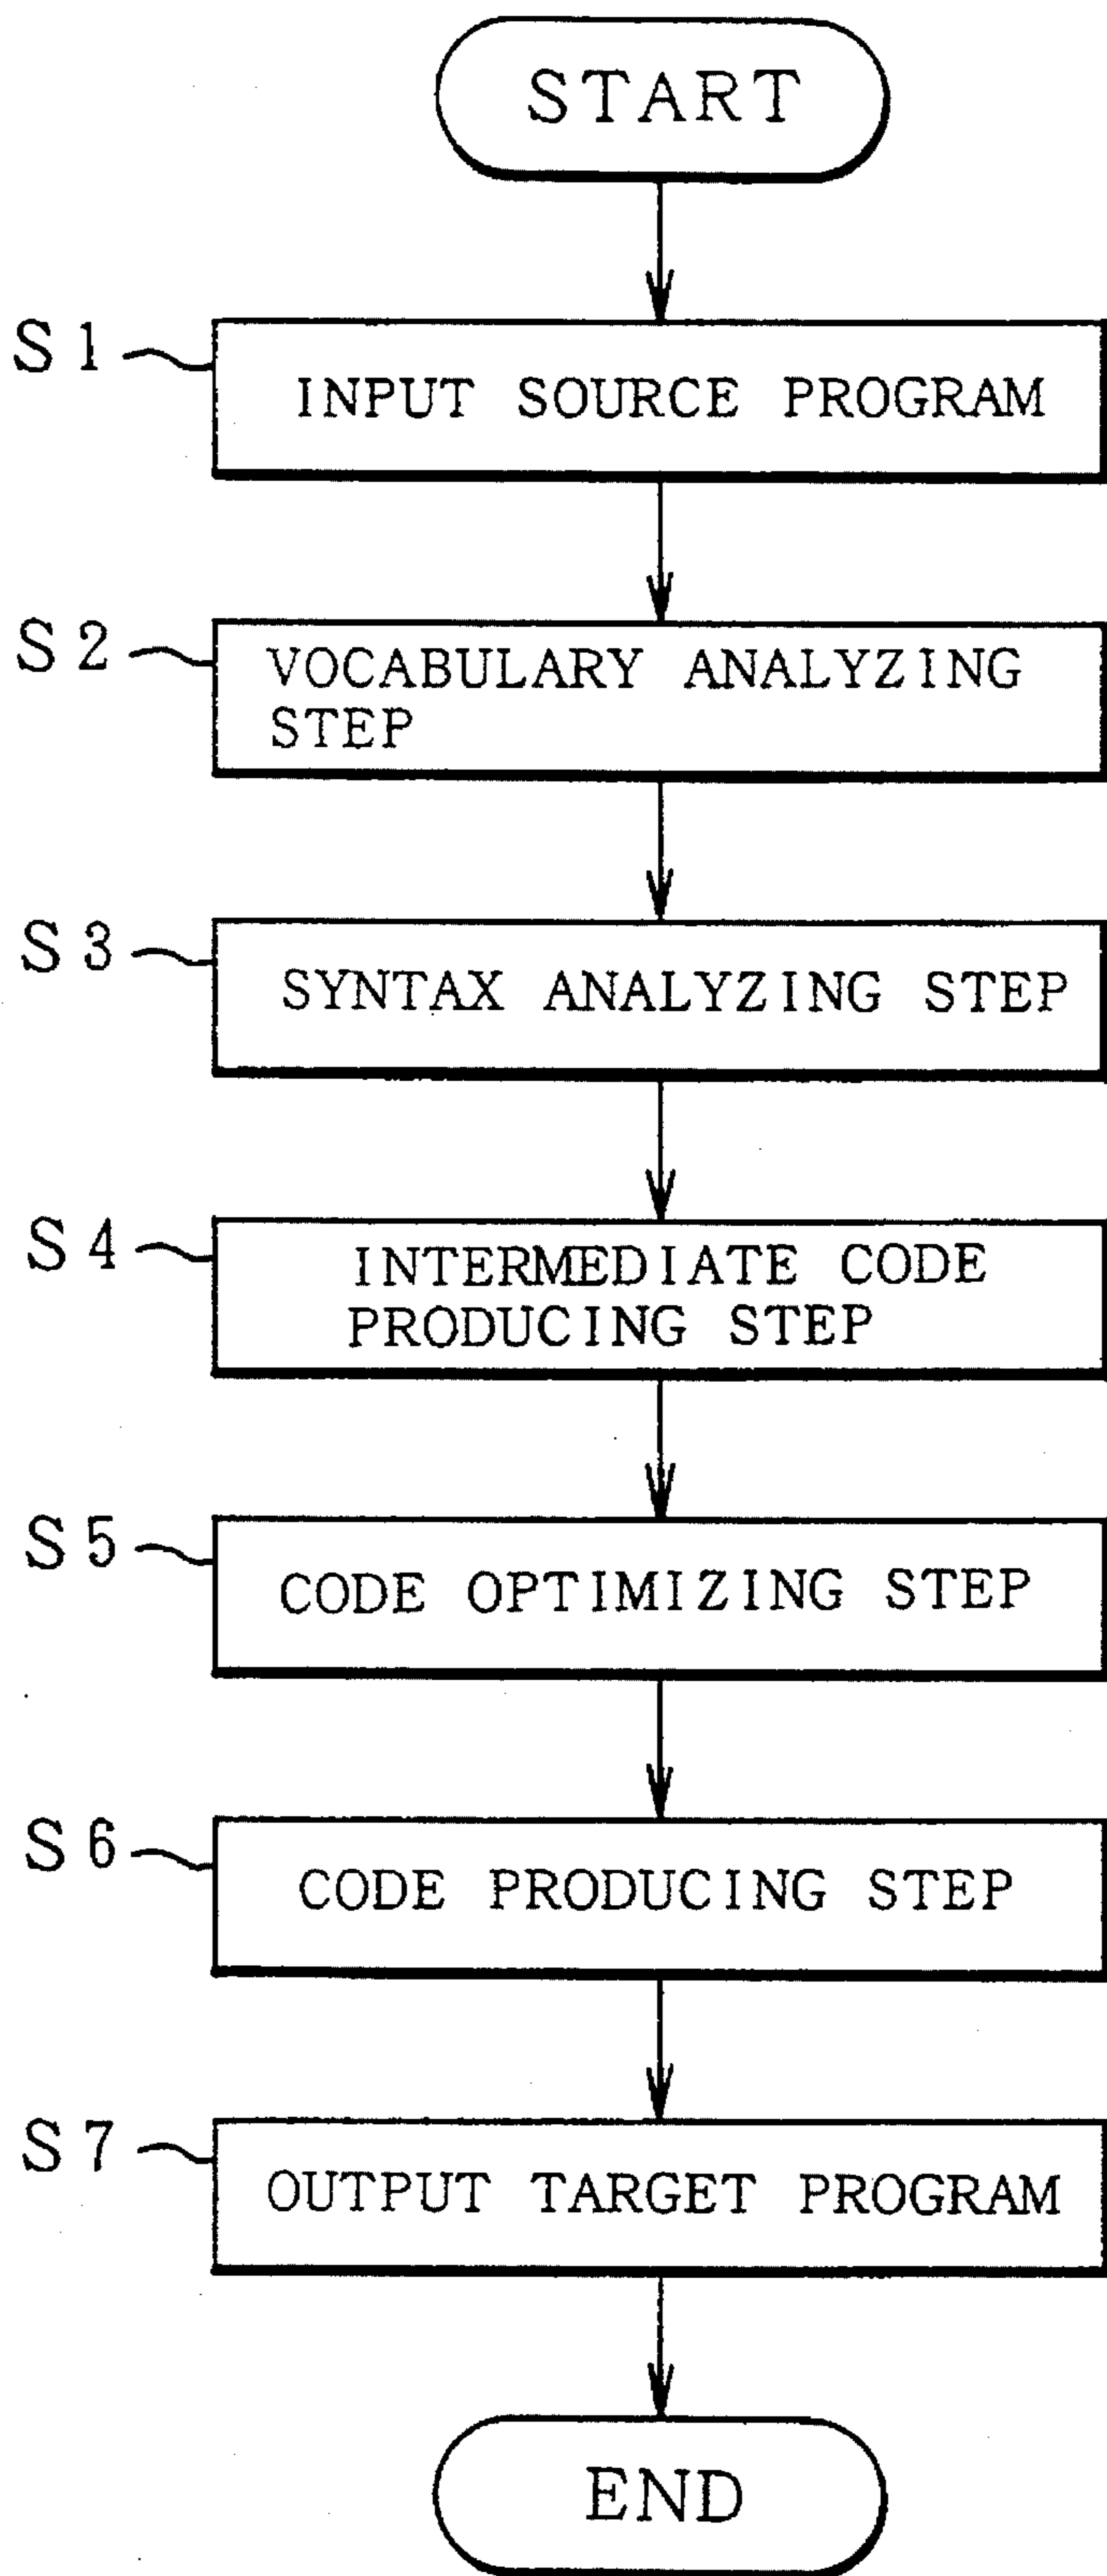 START
S1
INPUT SOURCE PROGRAM
S2
VOCABULARY ANALYZING
STEP
S3
SYNTAX ANALYZING STEP
S4
INTERMEDIATE CODE
PRODUCING STEP
S5
CODE OPTIMIZING STEP
S6
CODE PRODUCING STEP
S7
OUTPUT TARGET PROGRAM
END